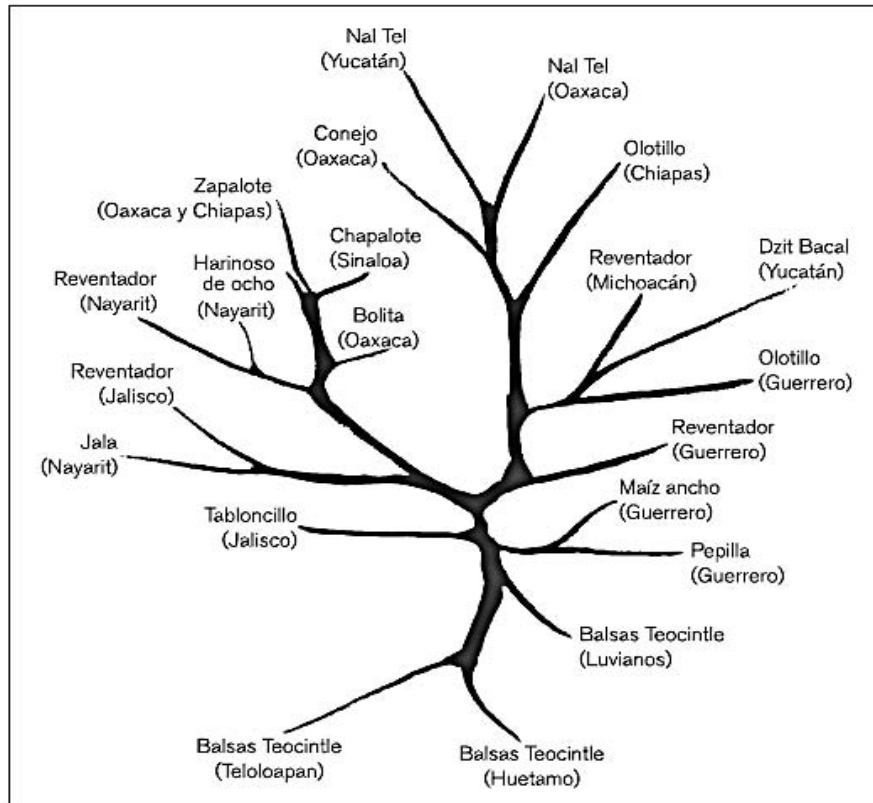 Nal Tel
(Yucatán)
Nal Tel
(Oaxaca)
Conejo
(Oaxaca)
Olotillo
(Chiapas)
Zapalote
(Oaxaca y Chiapas)
Chapalote
(Sinaloa)
Reventador
(Michoacán)
Dzit Bacal
(Yucatán)
Harinoso
de ocho
(Nayarit)
Reventador
(Nayarit)
Bolita
(Oaxaca)
Reventador
(Jalisco)
Olotillo
(Guerrero)
Jala
(Nayarit)
Reventador
(Guerrero)
Tabloncillo
(Jalisco)
Maíz ancho
(Guerrero)
Pepilla
(Guerrero)
Balsas Teocintle
(Luvianos)
Balsas Teocintle
(Teloloapan)
Balsas Teocintle
(Huetamo)